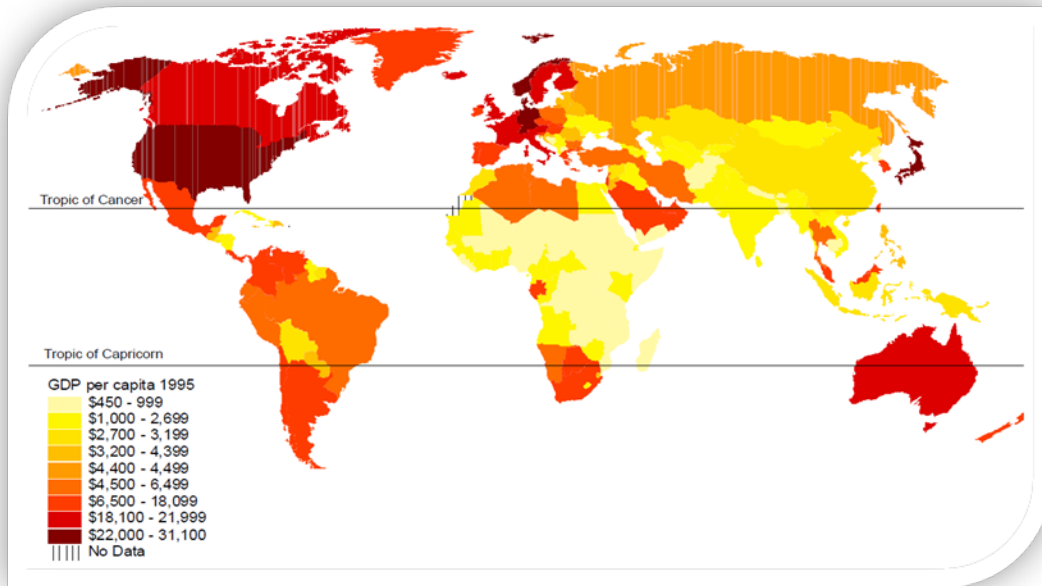 Tropic of Cancer
Tropic of Capricorn
GDP per capita 1995
$450 - 999
$1,000 - 2,699
$2,700 - 3,199
$3,200 - 4,399
$4,400 - 4,499
$4,500 - 6,499
$6,500 - 18,099
$18,100 - 21,999
$22,000 - 31,100
No Data